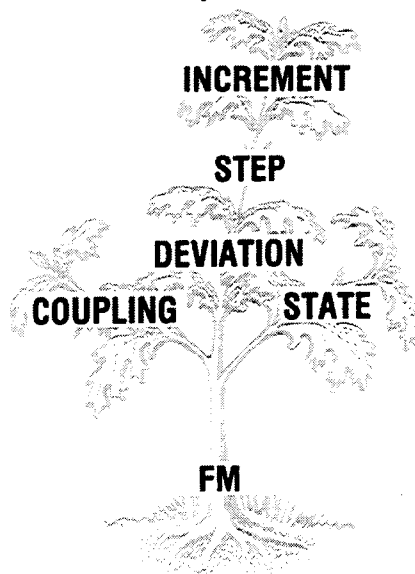 INCREMENT
STEP
DEVIATION
COUPLING STATE
FM